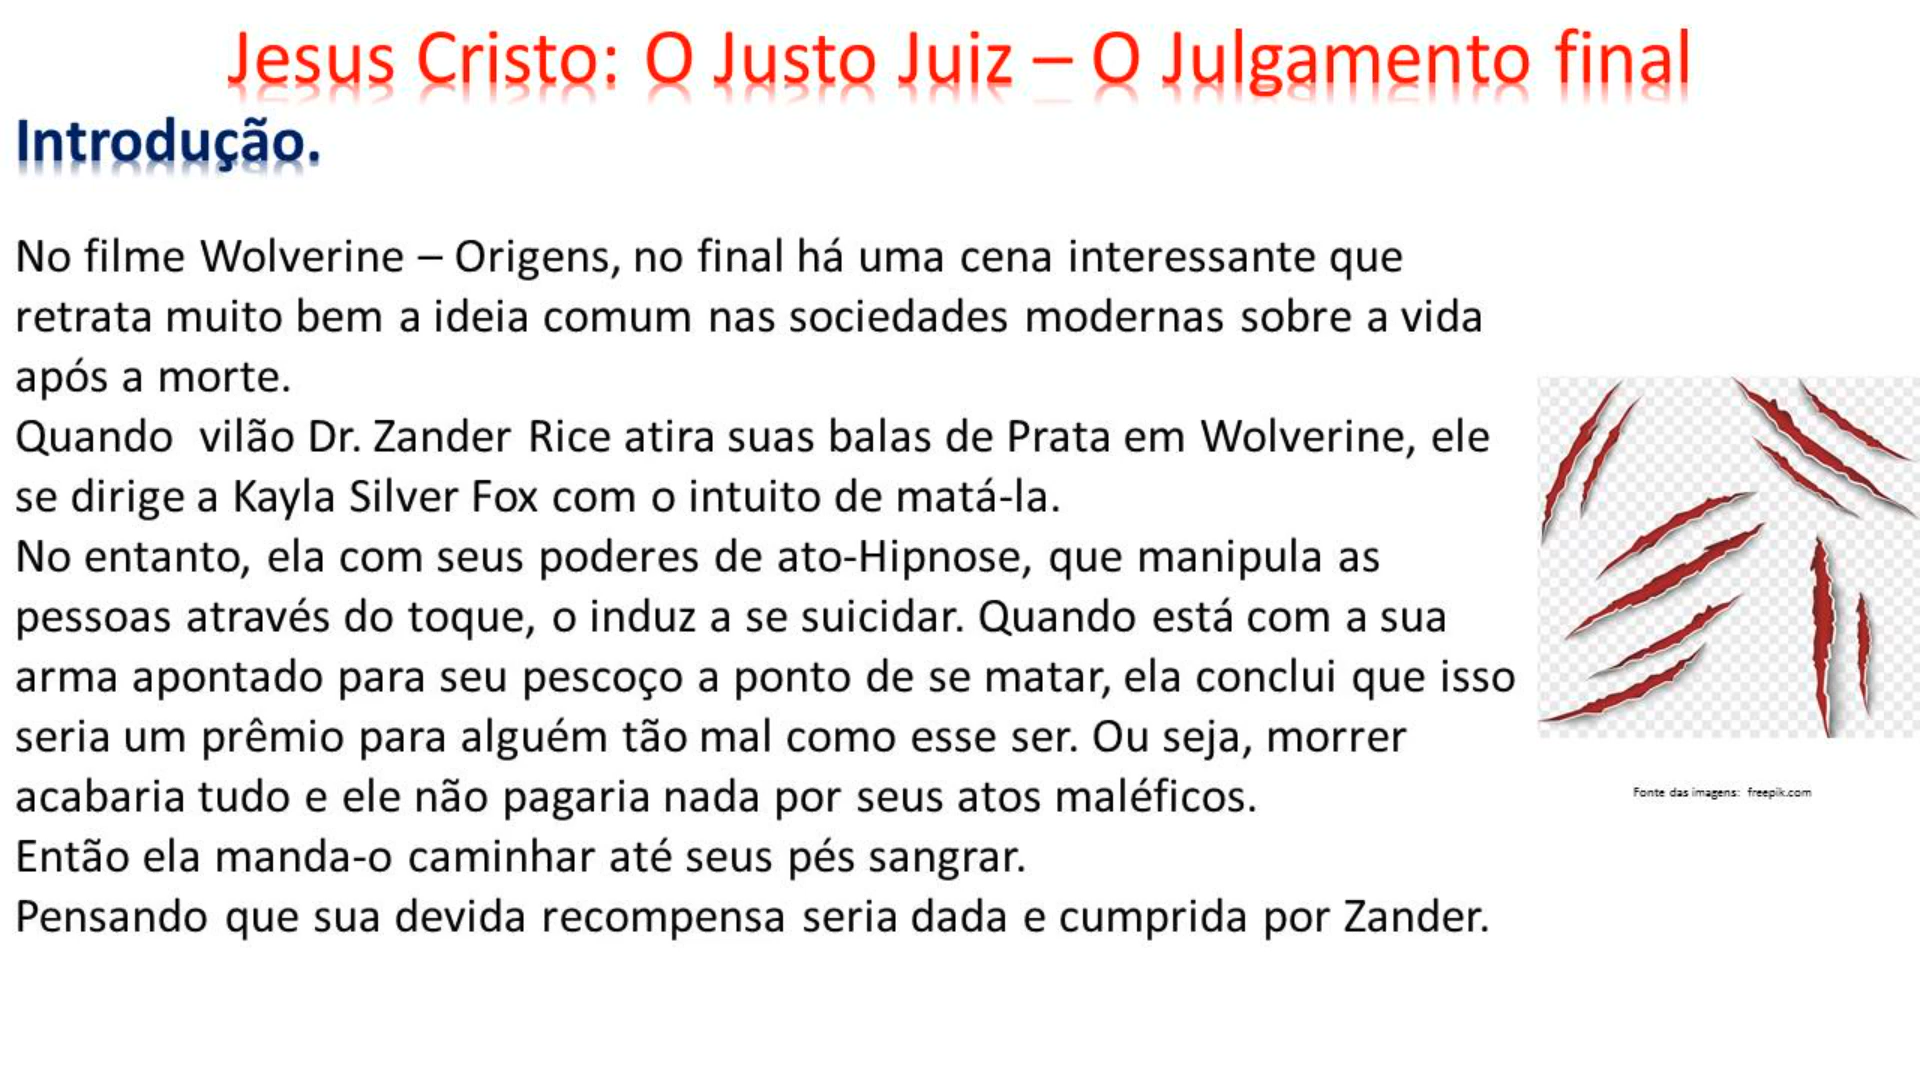 Jesus Cristo: O Justo Juiz – O Julgamento final
Introdução.
No filme Wolverine – Origens, no final há uma cena interessante que
retrata muito bem a ideia comum nas sociedades modernas sobre a vida
após a morte.
Quando  vilão Dr. Zander Rice atira suas balas de Prata em Wolverine, ele
se dirige a Kayla Silver Fox com o intuito de matá-la.
No entanto, ela com seus poderes de ato-Hipnose, que manipula as
pessoas através do toque, o induz a se suicidar. Quando está com a sua
arma apontado para seu pescoço a ponto de se matar, ela conclui que isso
seria um prêmio para alguém tão mal como esse ser. Ou seja, morrer
acabaria tudo e ele não pagaria nada por seus atos maléficos.
Então ela manda-o caminhar até seus pés sangrar.
Pensando que sua devida recompensa seria dada e cumprida por Zander.
Fonte das imagens: freepik.com